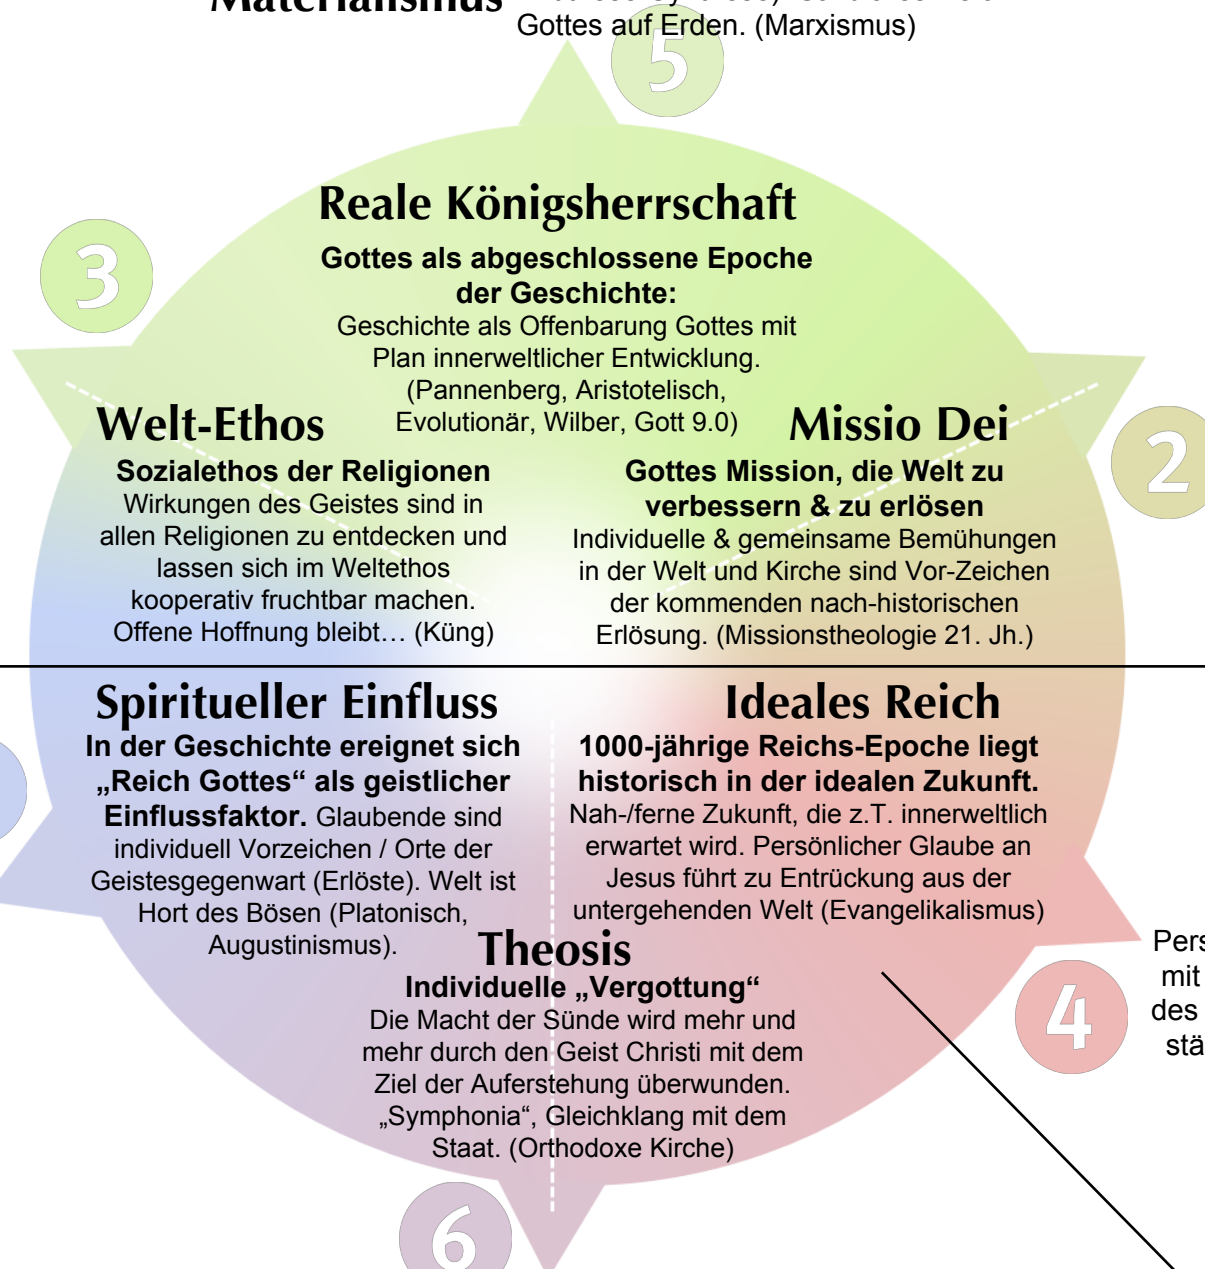 Materialismus
Gottes auf Erden. (Marxismus)
5
Reale Königsherrschaft
Gottes als abgeschlossene Epoche
der Geschichte:
Geschichte als Offenbarung Gottes mit
Plan innerweltlicher Entwicklung.
(Pannenberg, Aristotelisch,
Evolutionär, Wilber, Gott 9.0)
3
Welt-Ethos
Sozialethos der Religionen
Wirkungen des Geistes sind in
allen Religionen zu entdecken und
lassen sich im Weltethos
kooperativ fruchtbar machen.
Offene Hoffnung bleibt… (Küng)
Missio Dei
Gottes Mission, die Welt zu
verbessern & zu erlösen
Individuelle & gemeinsame Bemühungen
in der Welt und Kirche sind Vor-Zeichen
der kommenden nach-historischen
Erlösung. (Missionstheologie 21. Jh.)
2
Spiritueller Einfluss
In der Geschichte ereignet sich
„Reich Gottes“ als geistlicher
Einflussfaktor. Glaubende sind
individuell Vorzeichen / Orte der
Geistesgegenwart (Erlöste). Welt ist
Hort des Bösen (Platonisch,
Augustinismus).
Ideales Reich
1000-jährige Reichs-Epoche liegt
historisch in der idealen Zukunft.
Nah-/ferne Zukunft, die z.T. innerweltlich
erwartet wird. Persönlicher Glaube an
Jesus führt zu Entrückung aus der
untergehenden Welt (Evangelikalismus)
Theosis
Individuelle „Vergottung“
Die Macht der Sünde wird mehr und
mehr durch den Geist Christi mit dem
Ziel der Auferstehung überwunden.
„Symphonia“, Gleichklang mit dem
Staat. (Orthodoxe Kirche)
4
Pers
mit
des
stä
6